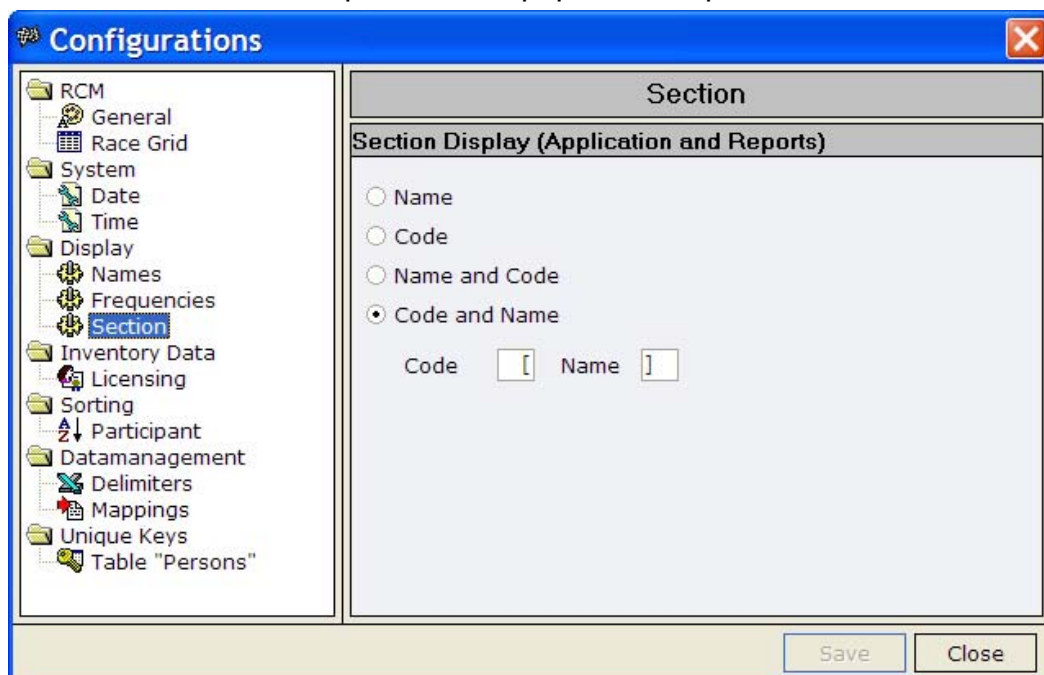 Configurations
RCM
General
Race Grid
System
Date
Time
Display
Names
Frequencies
Section
Inventory Data
Licensing
Sorting
Participant
Datamanagement
Delimiters
Mappings
Unique Keys
Table "Persons"
Section
Section Display (Application and Reports)
Name
Code
Name and Code
Code and Name
Code [ Name ]
Save Close